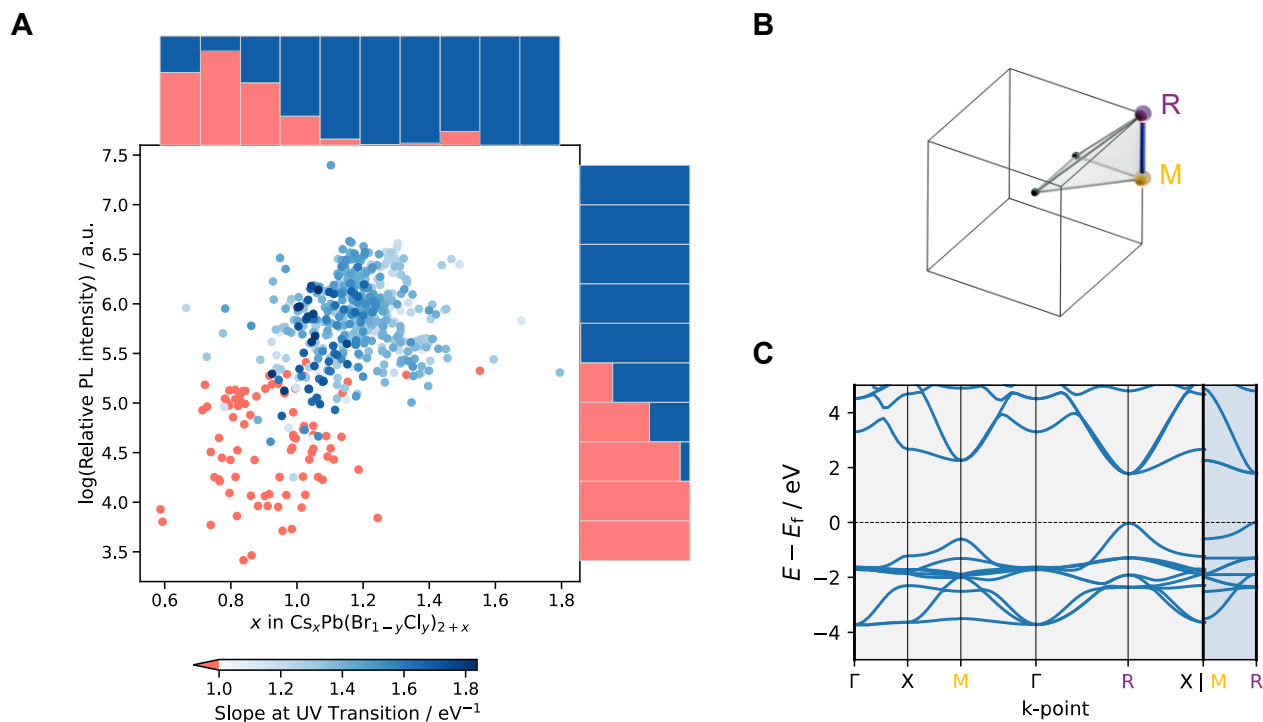 A
7.5
7.0
6.5
6.0
5.5
5.0
4.5
4.0
3.5
log(Relative PL intensity) / a.u.
0.6 0.8 1.0 1.2 1.4 1.6 1.8
x in CsₓPb(Br₁₋ᵧClᵧ)₂₊ₓ
1.0 1.2 1.4 1.6 1.8
Slope at UV Transition / eV⁻¹
B
R
M
C
4
2
0
−2
−4
E − E_f / eV
Γ X M Γ R X | M R
k-point